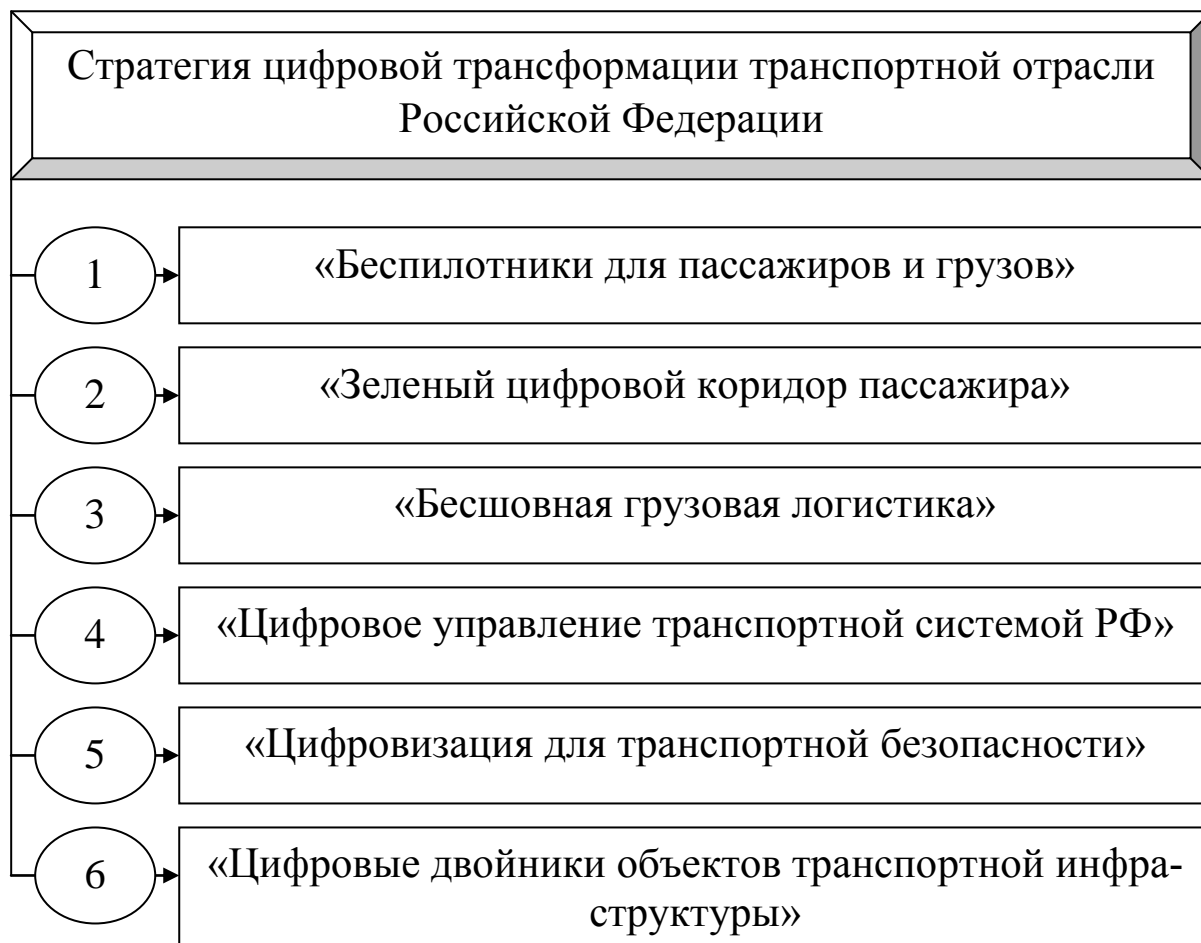 Стратегия цифровой трансформации транспортной отрасли
Российской Федерации
1
«Беспилотники для пассажиров и грузов»
2
«Зеленый цифровой коридор пассажира»
3
«Бесшовная грузовая логистика»
4
«Цифровое управление транспортной системой РФ»
5
«Цифровизация для транспортной безопасности»
6
«Цифровые двойники объектов транспортной инфра-
структуры»